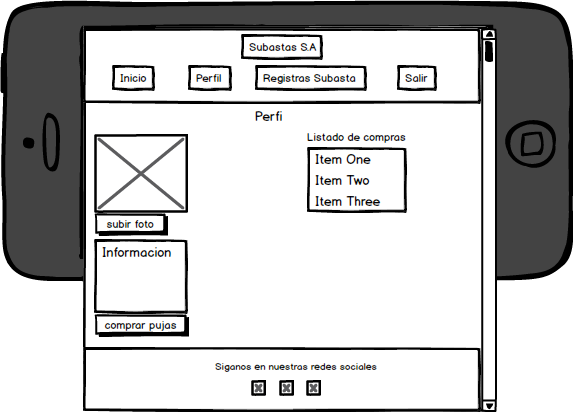 Subastas S.A
Inicio
Perfil
Registras Subasta
Salir
Perfi
subir foto
Informacion
comprar pujas
Listado de compras
Item One
Item Two
Item Three
Siganos en nuestras redes sociales